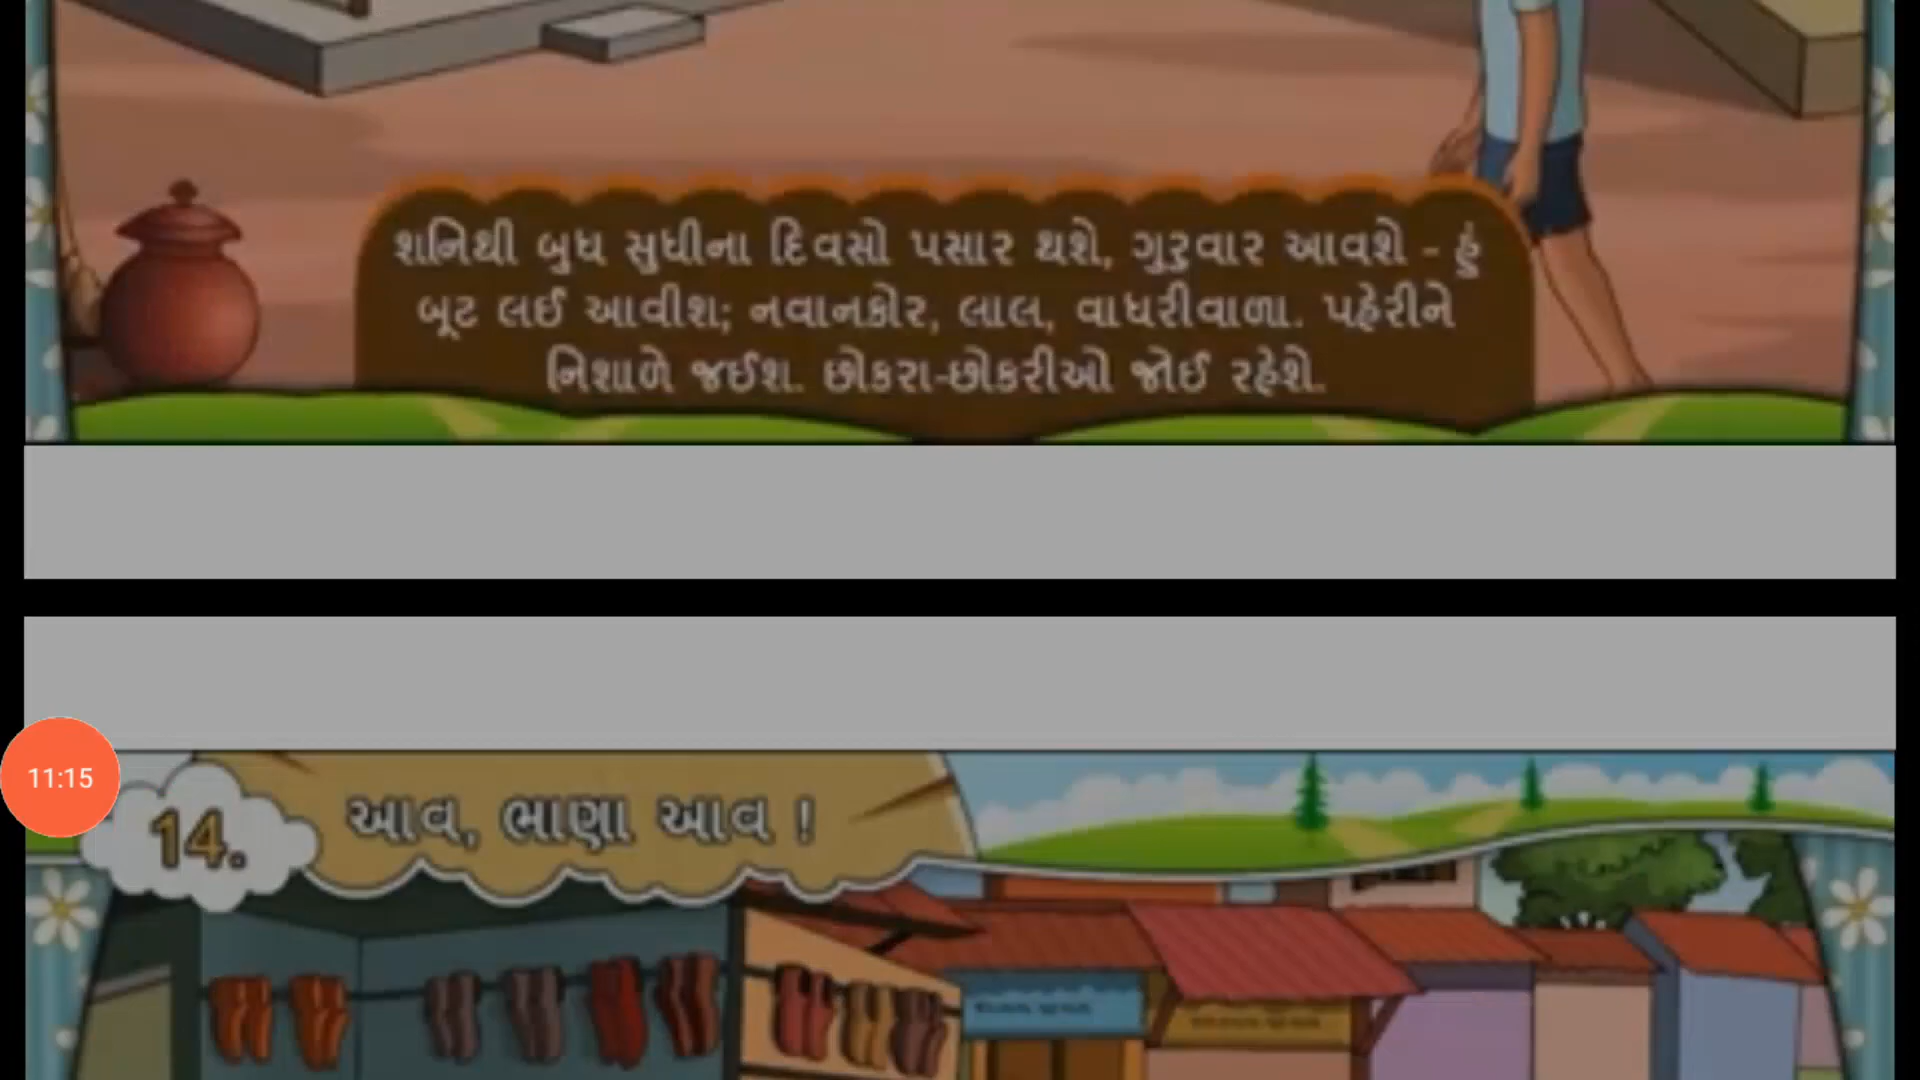 શનિથી બુધ સુધીના દિવસો પસાર થશે, ગુરુવાર આવશે - હું
બૂટ લઈ આવીશ; નવાનકોર, લાલ, વાધરીવાળા. પહેરીને
નિશાળે જઈશ. છોકરા-છોકરીઓ જોઈ રહેશે.
11:15
14. આવ, ભાણા આવ !